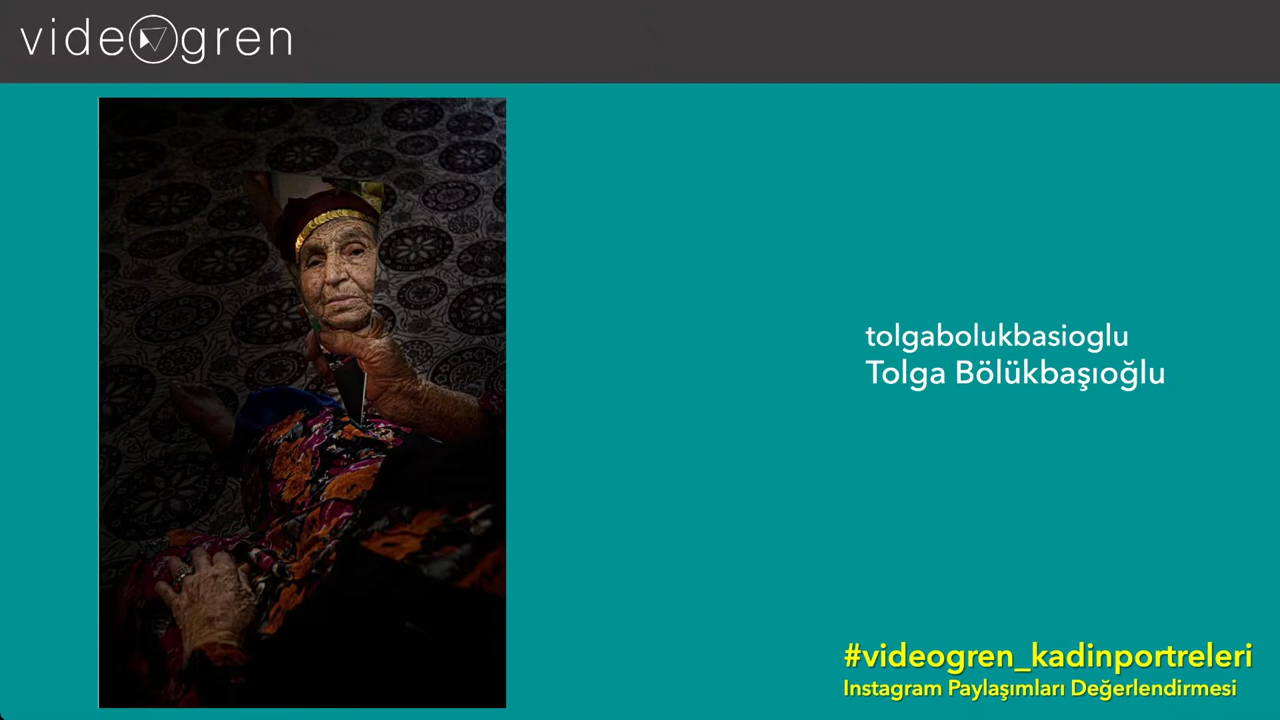 videogren
tolgabolukbasioglu
Tolga Bölükbaşıoğlu
#videogren_kadinportreleri
Instagram Paylaşımları Değerlendirmesi